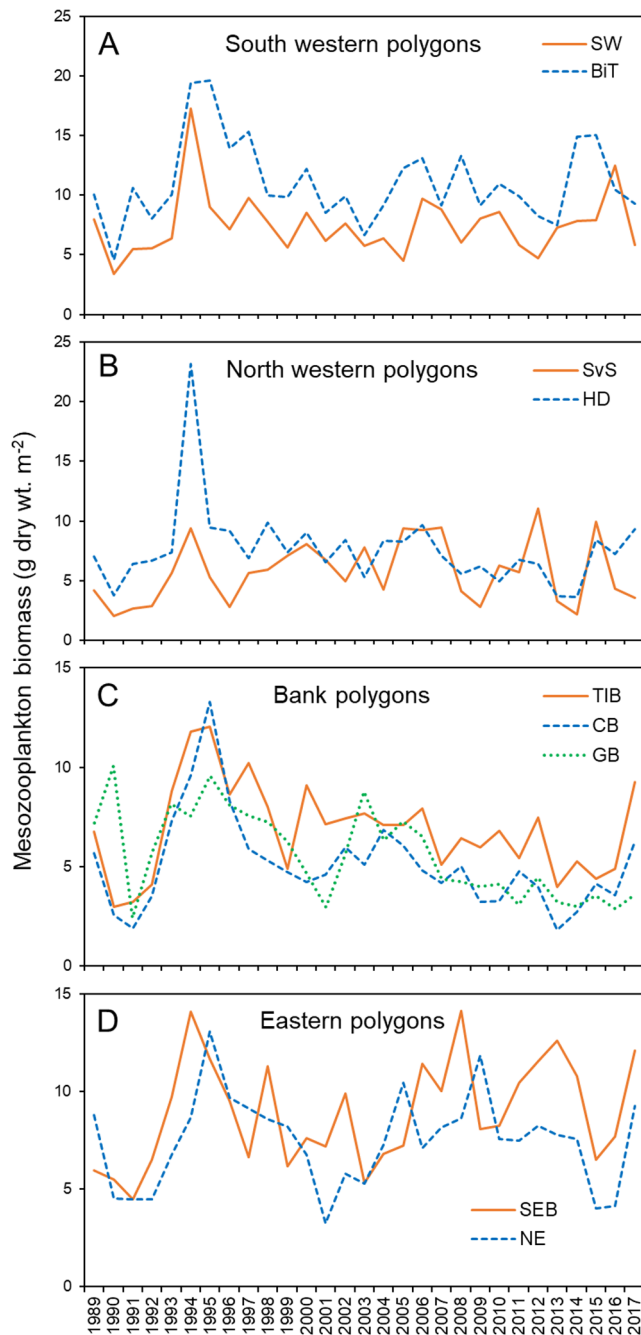 Mesozooplankton biomass (g dry wt. m-2)
A
South western polygons
SW
BiT
25
20
15
10
5
0
B
North western polygons
SvS
HD
25
20
15
10
5
0
C
Bank polygons
TIB
CB
GB
15
10
5
0
D
Eastern polygons
SEB
NE
15
10
5
0
1989
1990
1991
1992
1993
1994
1995
1996
1997
1998
1999
2000
2001
2002
2003
2004
2005
2006
2007
2008
2009
2010
2011
2012
2013
2014
2015
2016
2017